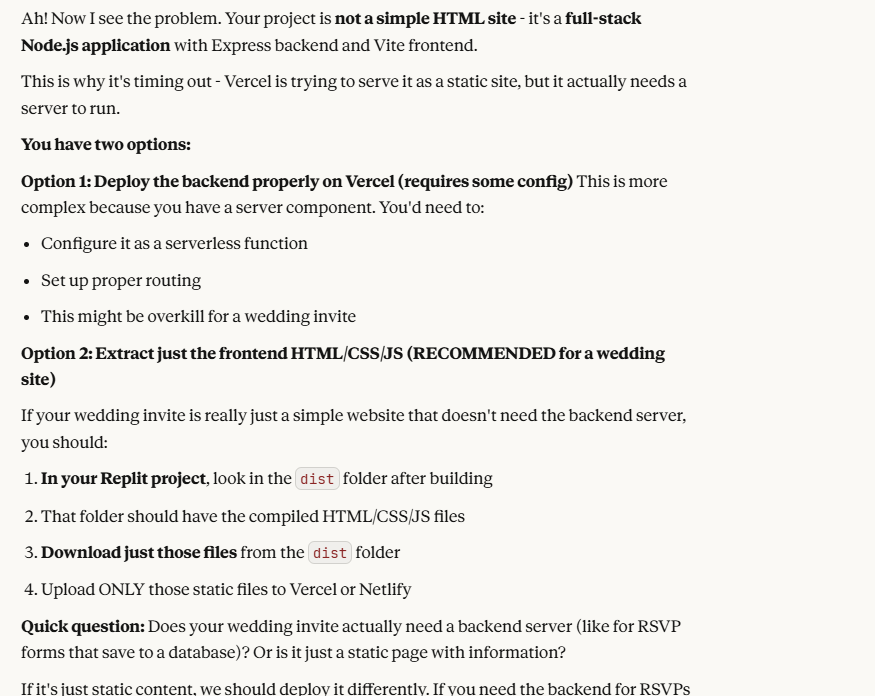 Ah! Now I see the problem. Your project is not a simple HTML site - it's a full-stack
Node.js application with Express backend and Vite frontend.
This is why it's timing out - Vercel is trying to serve it as a static site, but it actually needs a
server to run.
You have two options:
Option 1: Deploy the backend properly on Vercel (requires some config) This is more
complex because you have a server component. You'd need to:
• Configure it as a serverless function
• Set up proper routing
• This might be overkill for a wedding invite
Option 2: Extract just the frontend HTML/CSS/JS (RECOMMENDED for a wedding
site)
If your wedding invite is really just a simple website that doesn't need the backend server,
you should:
1. In your Replit project, look in the dist folder after building
2. That folder should have the compiled HTML/CSS/JS files
3. Download just those files from the dist folder
4. Upload ONLY those static files to Vercel or Netlify
Quick question: Does your wedding invite actually need a backend server (like for RSVP
forms that save to a database)? Or is it just a static page with information?
If it's just static content, we should deploy it differently. If you need the backend for RSVPs